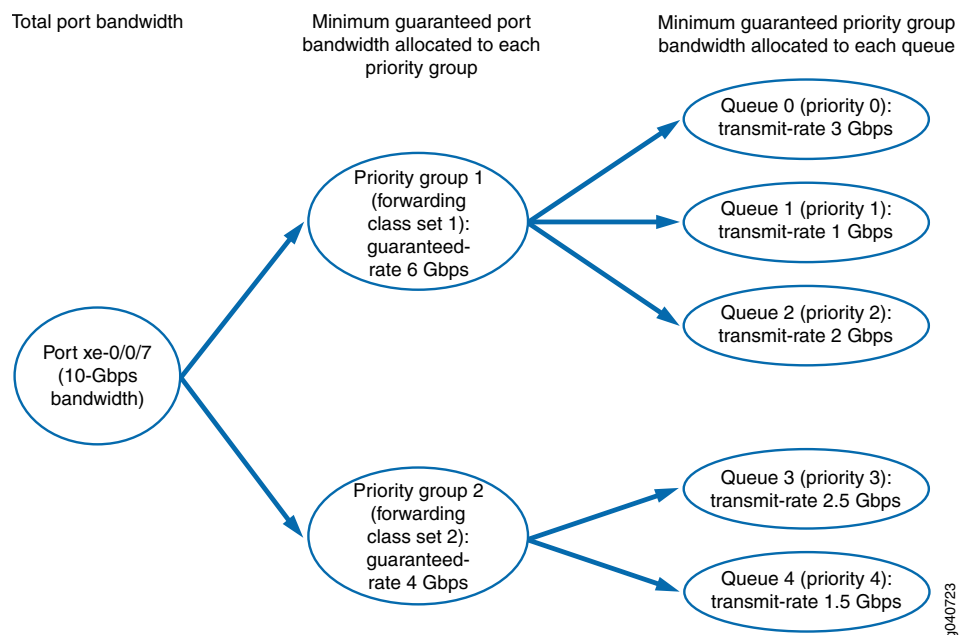 Total port bandwidth
Minimum guaranteed port
bandwidth allocated to each
priority group
Minimum guaranteed priority group
bandwidth allocated to each queue
Port xe-0/0/7
(10-Gbps
bandwidth)
Priority group 1
(forwarding
class set 1):
guaranteed-
rate 6 Gbps
Queue 0 (priority 0):
transmit-rate 3 Gbps
Queue 1 (priority 1):
transmit-rate 1 Gbps
Queue 2 (priority 2):
transmit-rate 2 Gbps
Priority group 2
(forwarding
class set 2):
guaranteed-
rate 4 Gbps
Queue 3 (priority 3):
transmit-rate 2.5 Gbps
Queue 4 (priority 4):
transmit-rate 1.5 Gbps
g040723